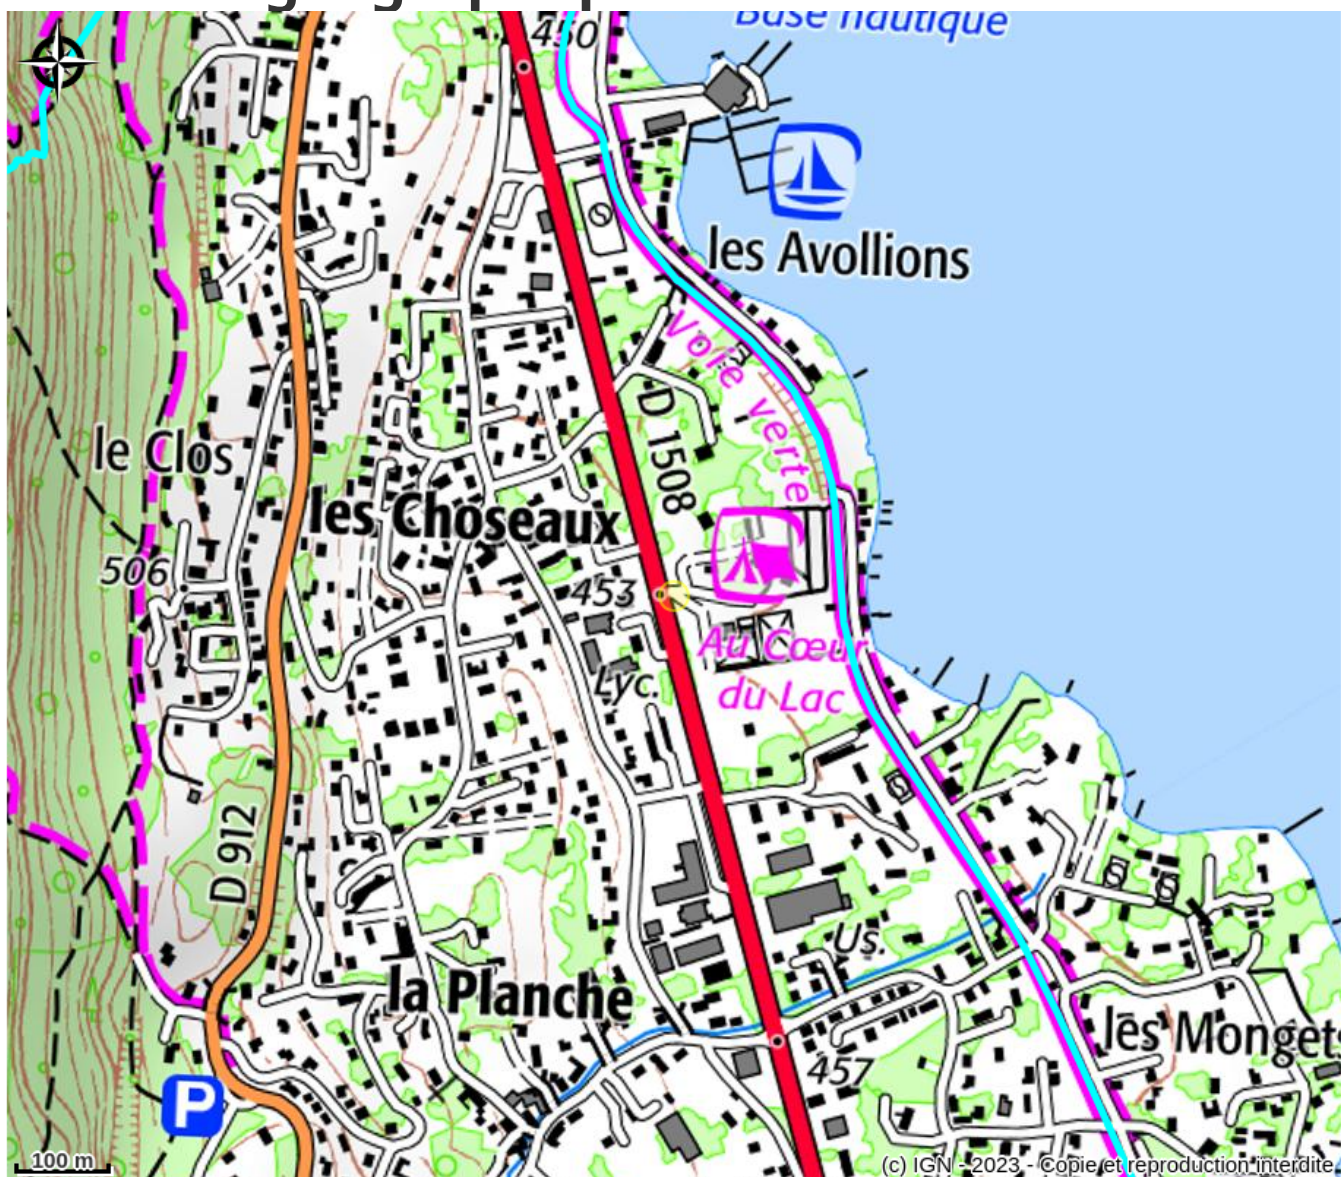 Base nautique
450
les Avollions
Voie verte
D 1508
le Clos
les Choseaux
506
453
Au Cœur
du Lac
Lyc.
D 912
Us.
la Planche
les Mongets
457
P
100 m
(c) IGN - 2023 - Copie et reproduction interdite